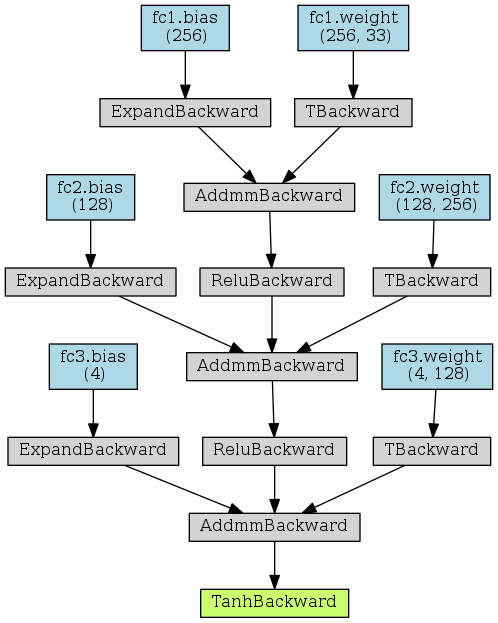 fc1.bias
(256)
fc1.weight
(256, 33)
ExpandBackward
TBackward
AddmmBackward
fc2.bias
(128)
fc2.weight
(128, 256)
ExpandBackward
ReluBackward
TBackward
AddmmBackward
fc3.bias
(4)
fc3.weight
(4, 128)
ExpandBackward
ReluBackward
TBackward
AddmmBackward
TanhBackward